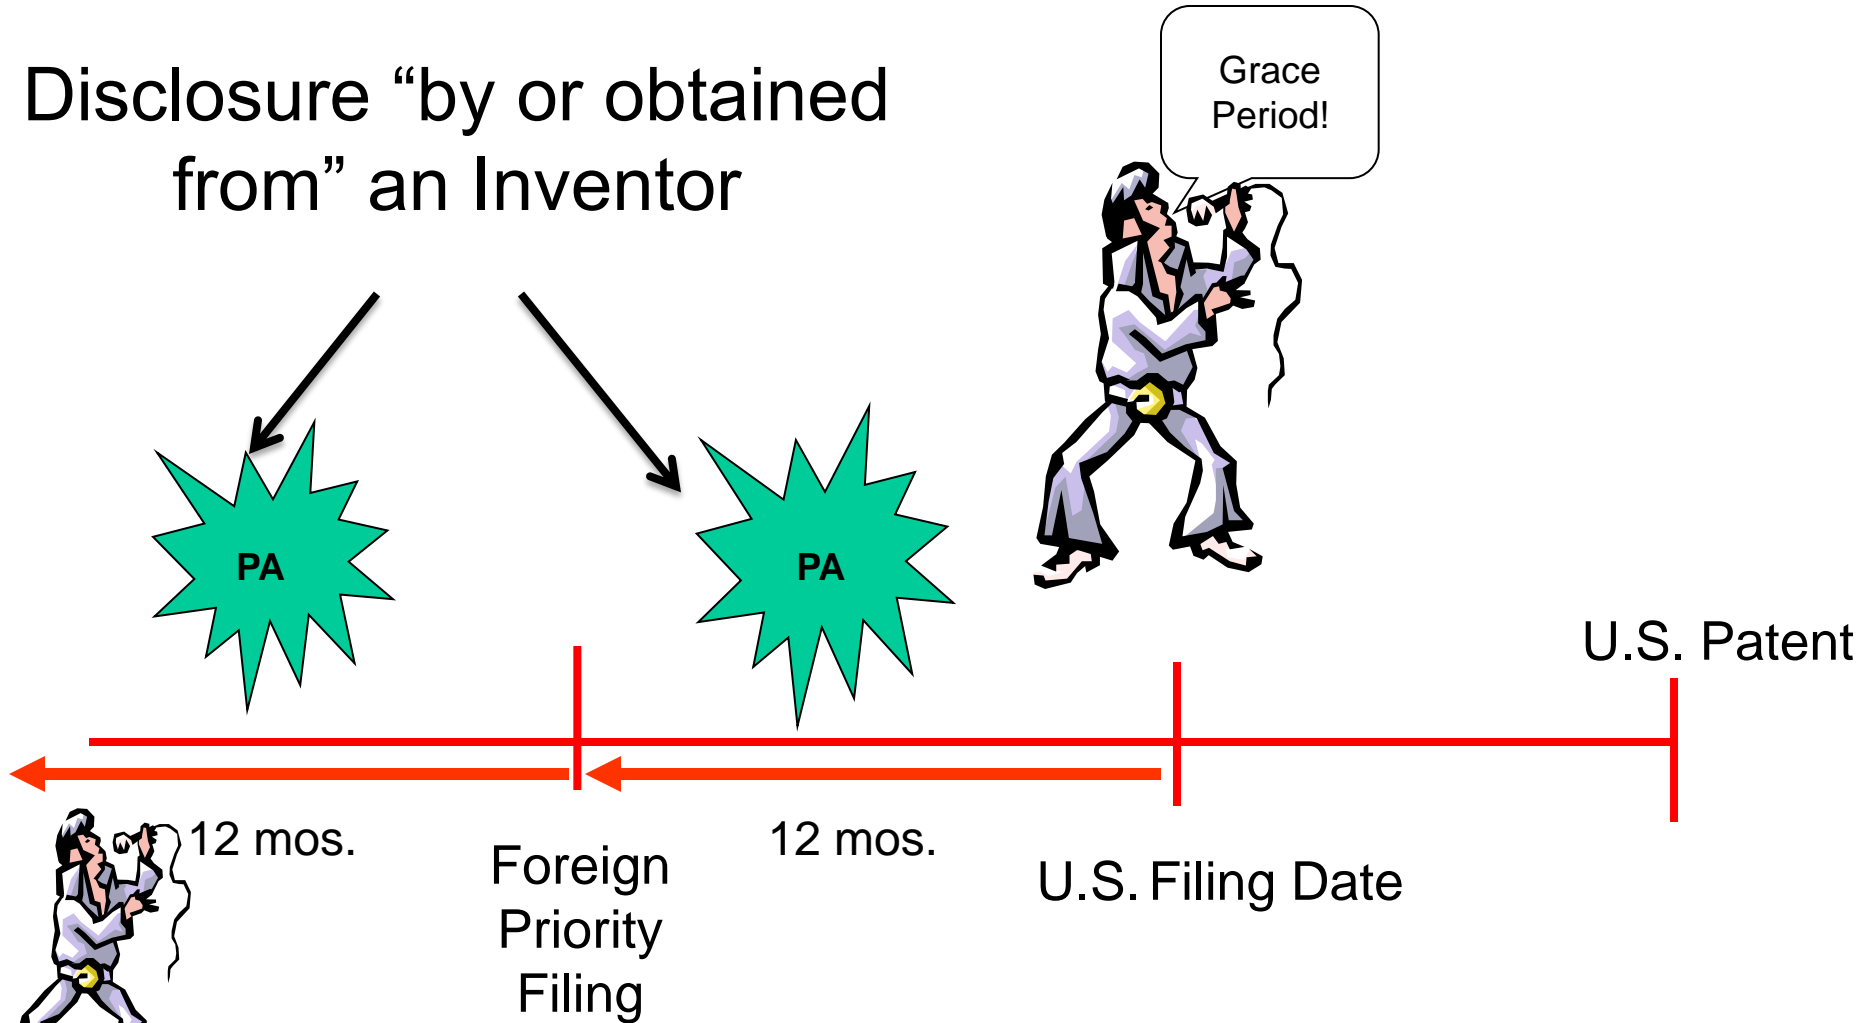 Disclosure “by or obtained
from” an Inventor
Grace
Period!
PA
PA
U.S. Patent
12 mos.
12 mos.
Foreign
Priority
Filing
U.S. Filing Date